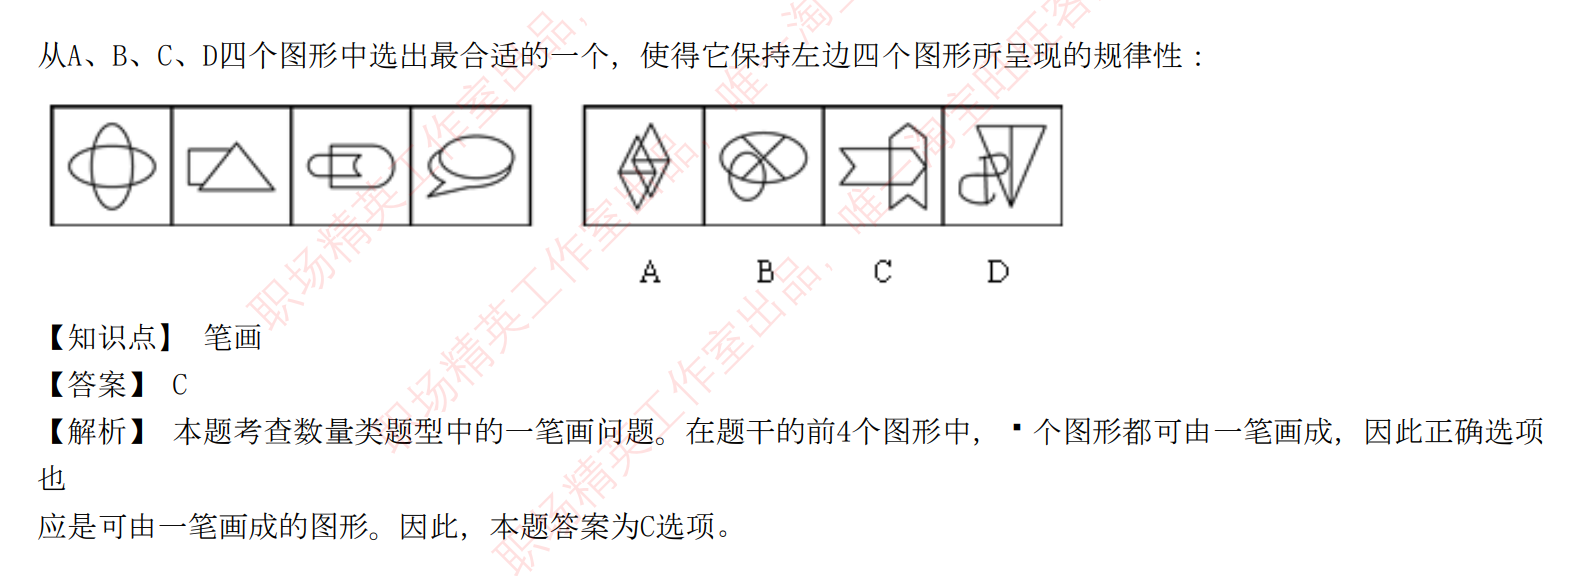 从A、B、C、D四个图形中选出最合适的一个，使得它保持左边四个图形所呈现的规律性：
A B C D
【知识点】 笔画
【答案】 C
【解析】 本题考查数量类题型中的一笔画问题。在题干的前4个图形中，▪个图形都可由一笔画成，因此正确选项
也
应是可由一笔画成的图形。因此，本题答案为C选项。
职场精英工作室出品，唯一淘宝
职场精英工作室出品，唯一淘宝旺旺客
职场精英工作室出品，